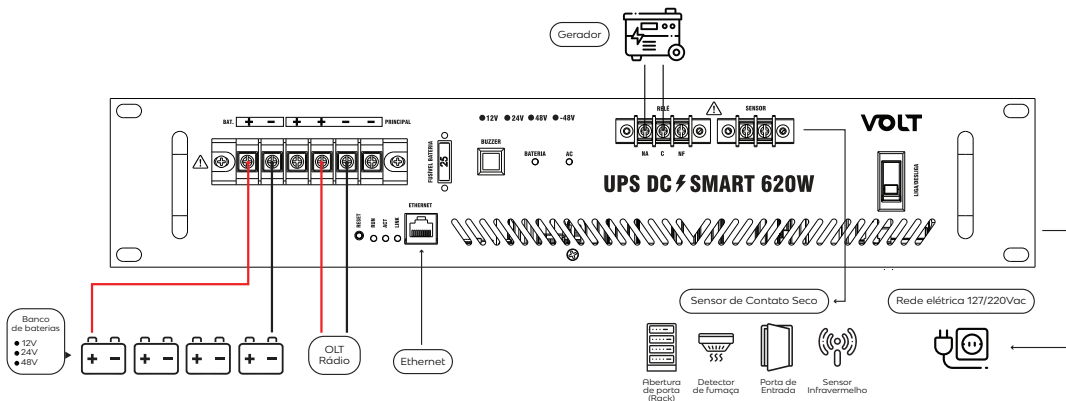 Gerador
RELÉ
SENSOR
NA C NF
VOLT
12V 24V 48V -48V
BAT. + - + + - - PRINCIPAL
FUSÍVEL BATERIA
25
BUZZER
BATERIA
AC
UPS DC SMART 620W
LIGA/DESLIGA
RESET
RUN
ACT
LINK
ETHERNET
Banco
de baterias
12V
24V
48V
+ - + - + - + -
OLT
Rádio
Ethernet
Sensor de Contato Seco
Rede elétrica 127/220Vac
Abertura
de porta
(Rack)
Detector
de fumaça
Porta de
Entrada
Sensor
Infravermelho